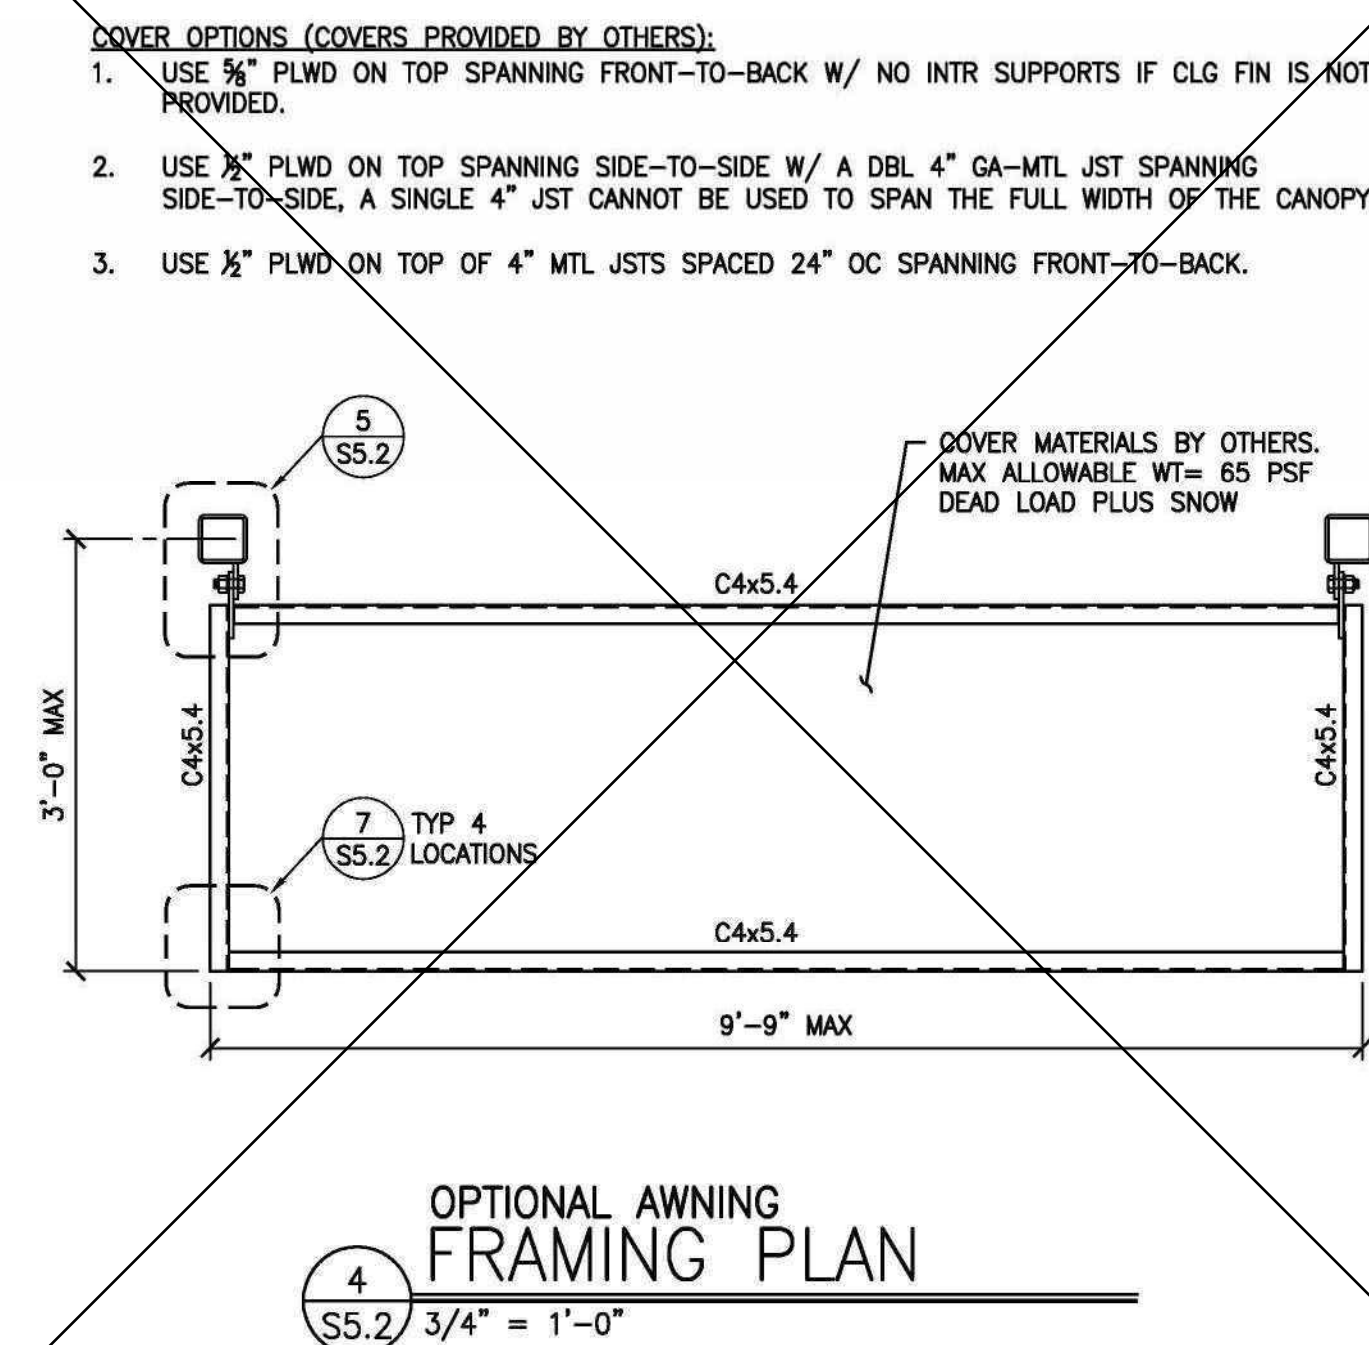 COVER OPTIONS (COVERS PROVIDED BY OTHERS):
1. USE ⅝" PLWD ON TOP SPANNING FRONT-TO-BACK W/ NO INTR SUPPORTS IF CLG FIN IS NOT
PROVIDED.
2. USE ½" PLWD ON TOP SPANNING SIDE-TO-SIDE W/ A DBL 4" GA-MTL JST SPANNING
SIDE-TO-SIDE, A SINGLE 4" JST CANNOT BE USED TO SPAN THE FULL WIDTH OF THE CANOPY
3. USE ½" PLWD ON TOP OF 4" MTL JSTS SPACED 24" OC SPANNING FRONT-TO-BACK.
5
S5.2
COVER MATERIALS BY OTHERS.
MAX ALLOWABLE WT= 65 PSF
DEAD LOAD PLUS SNOW
C4x5.4
3'-0" MAX
C4x5.4
C4x5.4
7
S5.2
TYP 4
LOCATIONS
C4x5.4
9'-9" MAX
OPTIONAL AWNING
FRAMING PLAN
4
S5.2
3/4" = 1'-0"